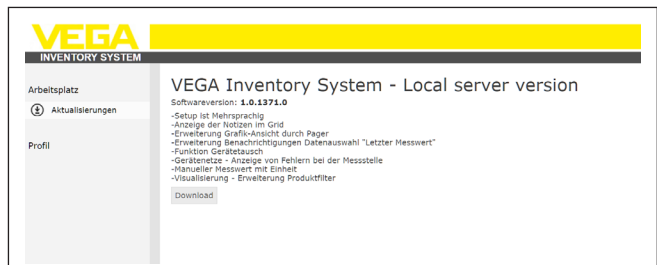 VEGA
INVENTORY SYSTEM
Arbeitsplatz
Aktualisierungen
Profil
VEGA Inventory System - Local server version
Softwareversion: 1.0.1371.0
-Setup ist Mehrsprachig
-Anzeige der Notizen im Grid
-Erweiterung Grafik-Ansicht durch Pager
-Erweiterung Benachrichtigungen Datenauswahl "Letzter Messwert"
-Funktion Gerätetausch
-Gerätenetze - Anzeige von Fehlern bei der Messstelle
-Manueller Messwert mit Einheit
-Visualisierung - Erweiterung Produktfilter
Download